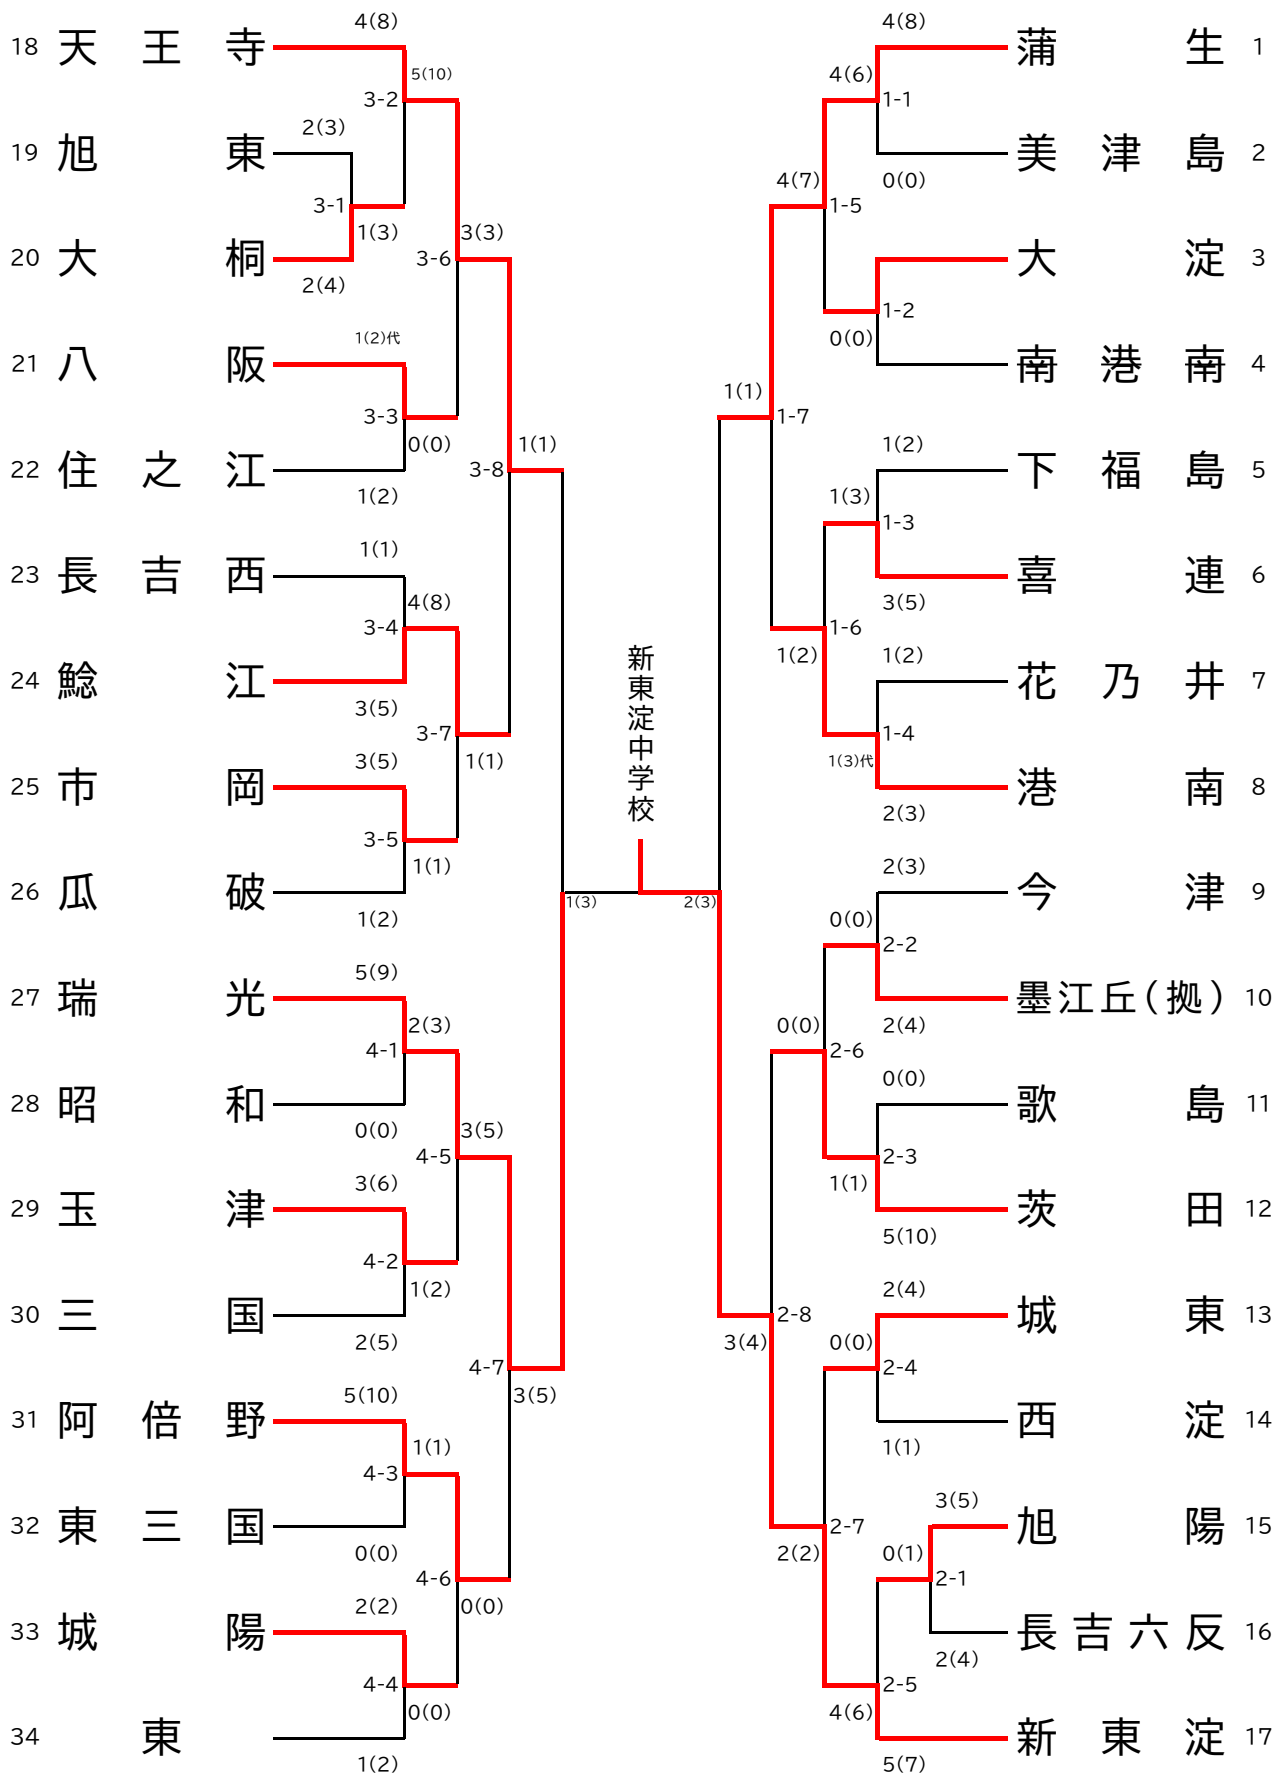 18 天王寺
4(8)
5(10)
3-2
19 旭東
2(3)
3-1
1(3)
20 大桐
2(4)
3(3)
3-6
21 八阪
1(2)代
3-3
0(0)
22 住之江
1(2)
1(1)
3-8
23 長吉西
1(1)
4(8)
3-4
24 鯰江
3(5)
3-7
1(1)
25 市岡
3(5)
3-5
1(1)
26 瓜破
1(2)
1(3)
27 瑞光
5(9)
2(3)
4-1
28 昭和
0(0)
3(5)
4-5
29 玉津
3(6)
4-2
1(2)
30 三国
2(5)
4-7
3(5)
31 阿倍野
5(10)
1(1)
4-3
32 東三国
0(0)
4-6
0(0)
33 城陽
2(2)
4-4
0(0)
34 東
1(2)
新東淀中学校
4(8)
蒲生 1
4(6)
1-1
美津島 2
0(0)
4(7)
1-5
大淀 3
1-2
0(0)
南港南 4
1(1)
1-7
1(2)
下福島 5
1(3)
1-3
喜連 6
3(5)
1-6
1(2)
1(2)
花乃井 7
1-4
1(3)代
港南 8
2(3)
2(3)
今津 9
2(3)
0(0)
2-2
墨江丘(拠) 10
2(4)
0(0)
2-6
0(0)
歌島 11
2-3
1(1)
茨田 12
5(10)
2(4)
城東 13
2-8
3(4)
0(0)
2-4
西淀 14
1(1)
3(5)
旭陽 15
2-7
2(2)
0(1)
2-1
長吉六反 16
2(4)
2-5
4(6)
新東淀 17
5(7)